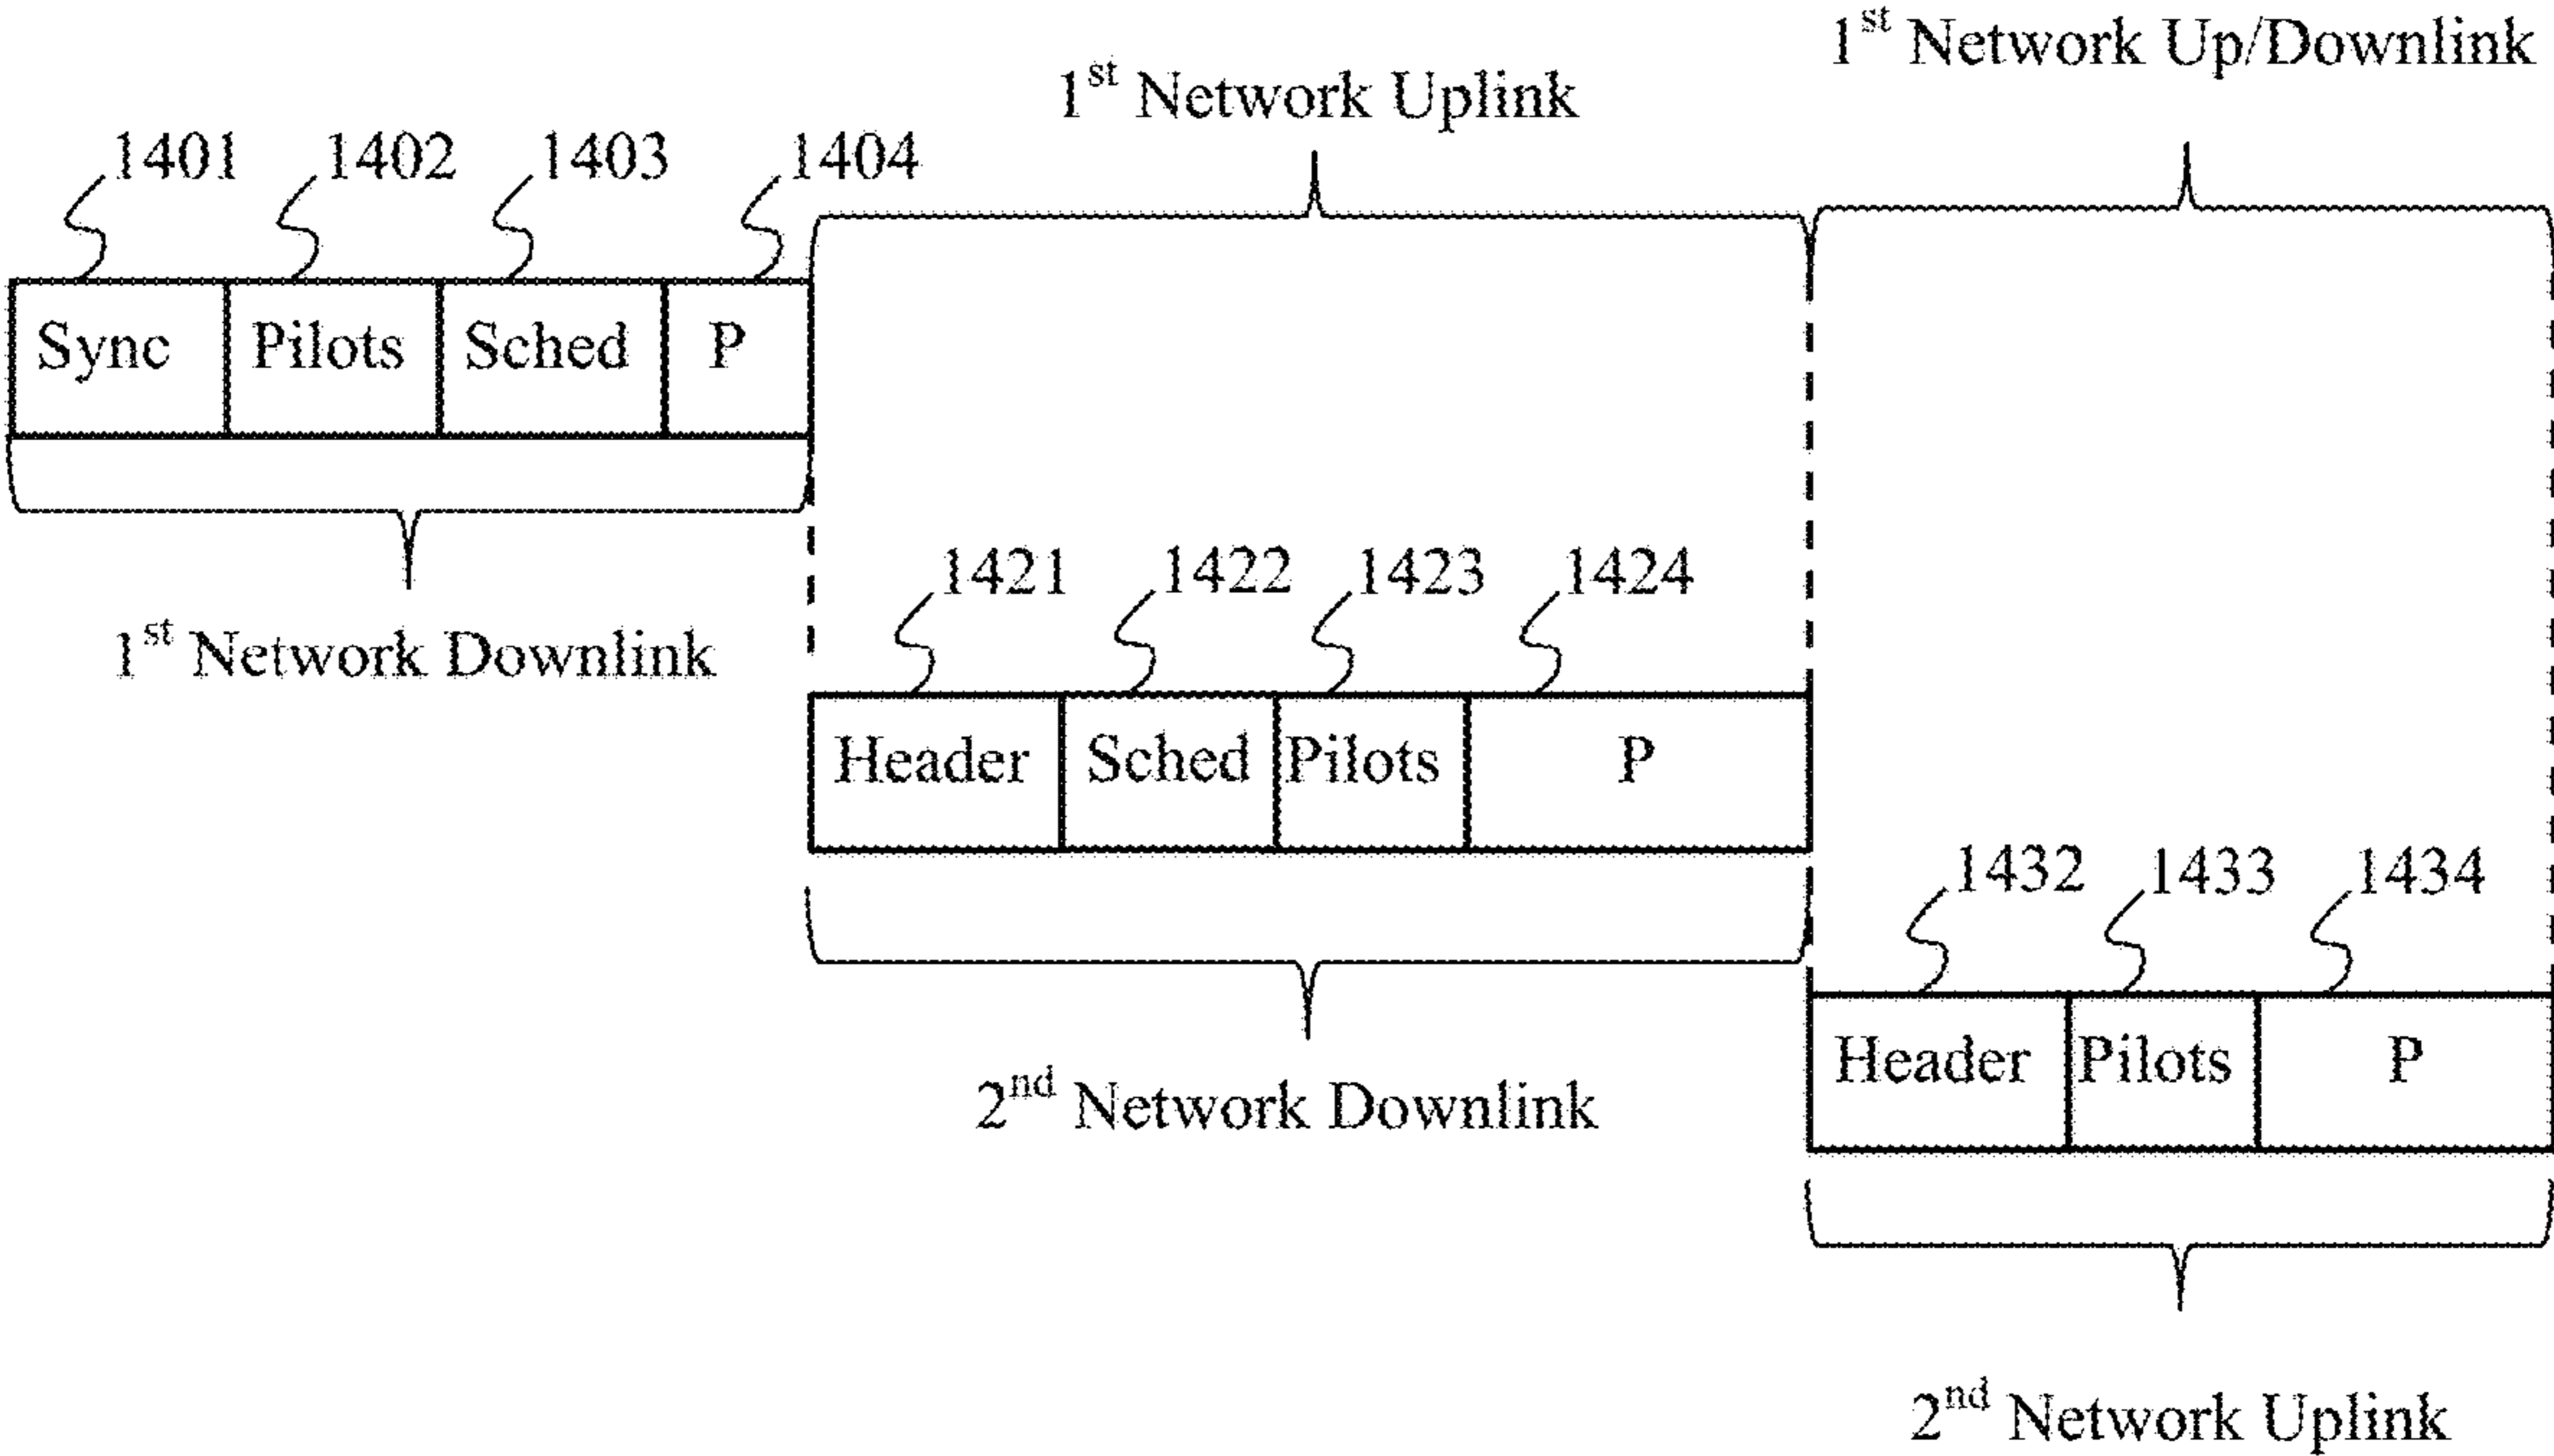 1st Network Up/Downlink
1st Network Uplink
1401 1402 1403 1404
Sync Pilots Sched P
1st Network Downlink
1421 1422 1423 1424
Header Sched Pilots P
2nd Network Downlink
1432 1433 1434
Header Pilots P
2nd Network Uplink